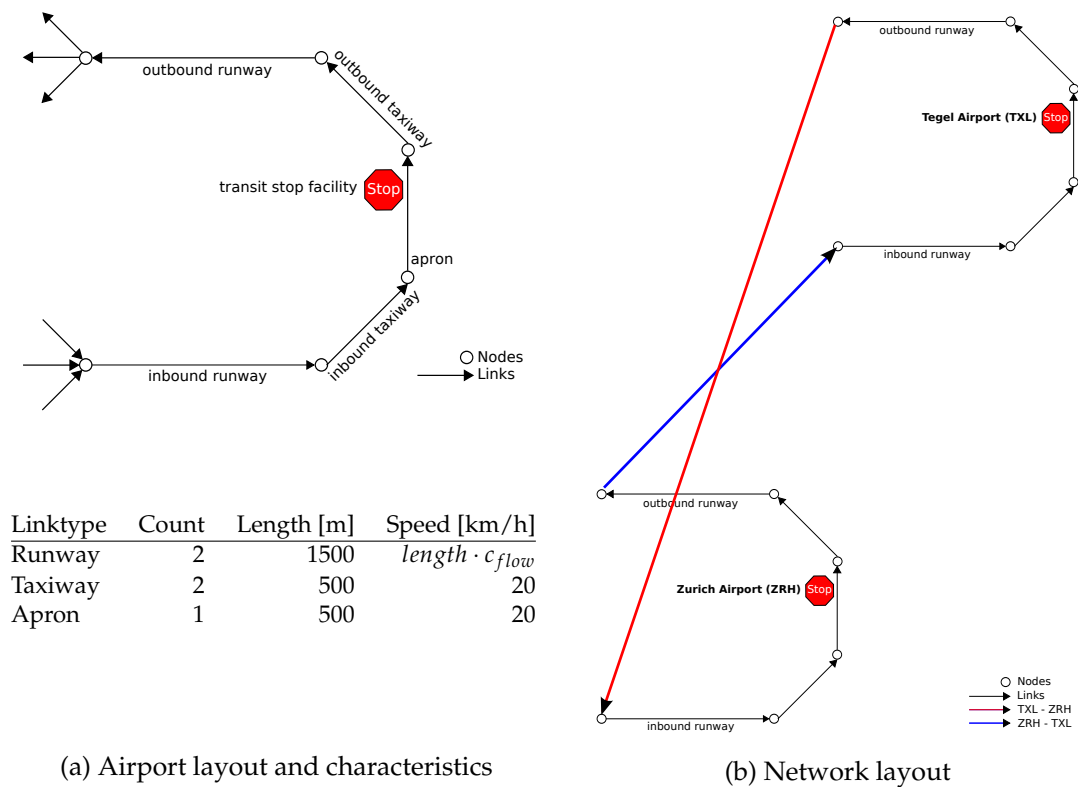 outbound runway
outbound taxiway
transit stop facility
Stop
apron
inbound taxiway
inbound runway
Nodes
Links
Linktype Count Length [m] Speed [km/h]
Runway 2 1500 length · c_flow
Taxiway 2 500 20
Apron 1 500 20
(a) Airport layout and characteristics
outbound runway
Tegel Airport (TXL)
Stop
inbound runway
outbound runway
Zurich Airport (ZRH)
Stop
inbound runway
Nodes
Links
TXL - ZRH
ZRH - TXL
(b) Network layout